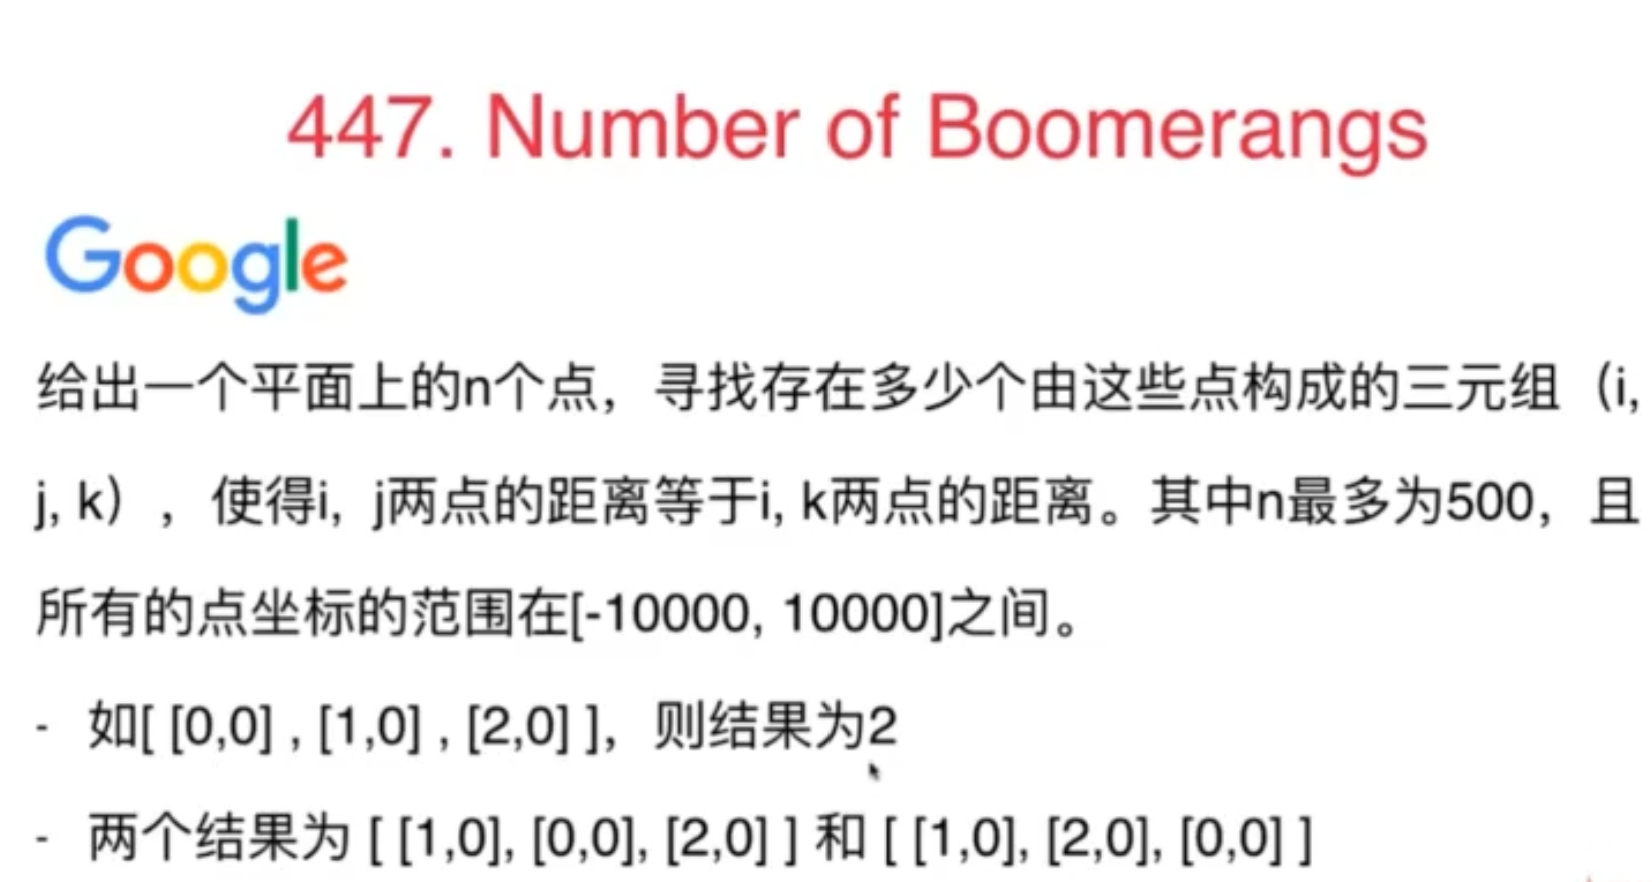 447. Number of Boomerangs
Google
给出一个平面上的n个点，寻找存在多少个由这些点构成的三元组（i,
j, k），使得i, j两点的距离等于i, k两点的距离。其中n最多为500，且
所有的点坐标的范围在[-10000, 10000]之间。
- 如[ [0,0] , [1,0] , [2,0] ]，则结果为2
- 两个结果为 [ [1,0], [0,0], [2,0] ] 和 [ [1,0], [2,0], [0,0] ]